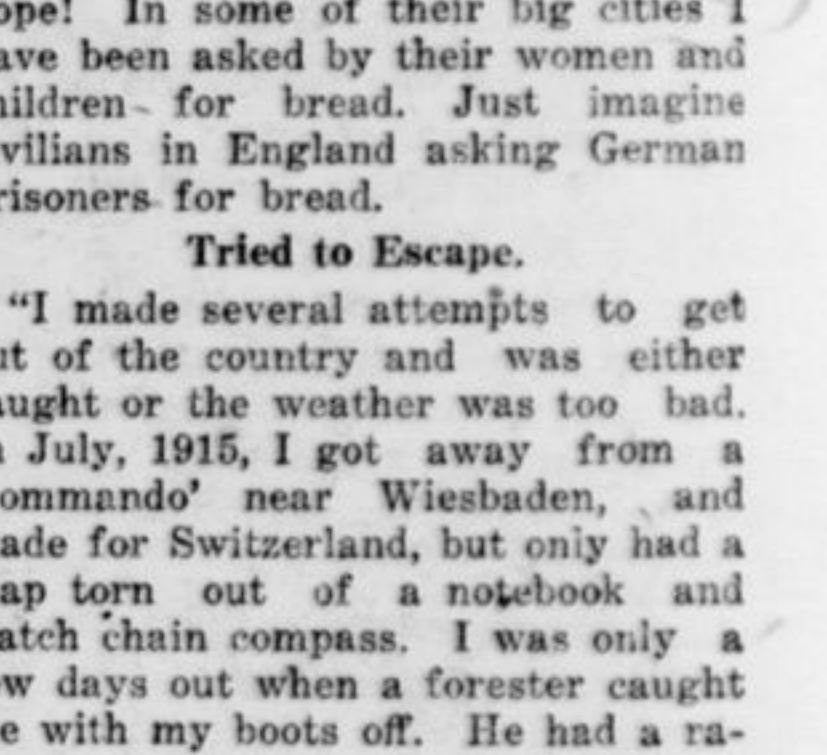 ope! In some of their big cities I
ave been asked by their women and
hildren for bread. Just imagine
vilians in England asking German
risoners for bread.
Tried to Escape.
"I made several attempts to get
ut of the country and was either
aught or the weather was too bad.
July, 1915, I got away from a
ommando' near Wiesbaden, and
ade for Switzerland, but only had a
ap torn out of a notebook and
atch chain compass. I was only a
ew days out when a forester caught
e with my boots off. He had a ra-